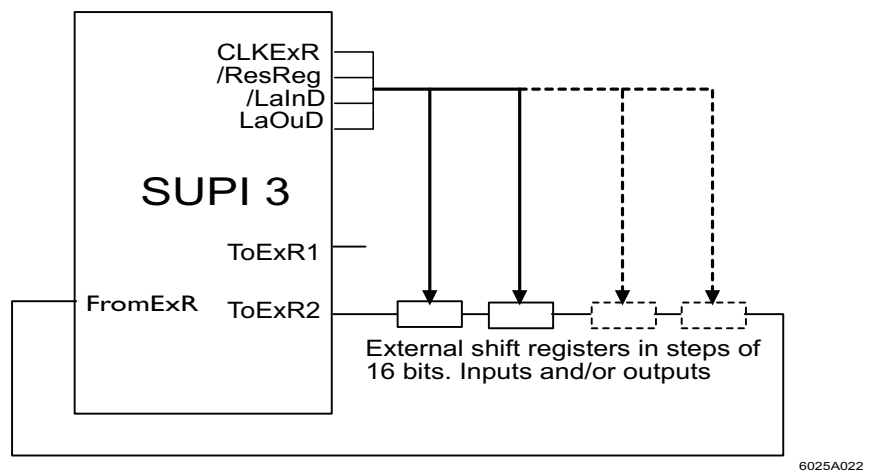 CLKExR
/ResReg
/LaInD
LaOuD
SUPI 3
ToExR1
FromExR
ToExR2
External shift registers in steps of
16 bits. Inputs and/or outputs
6025A022